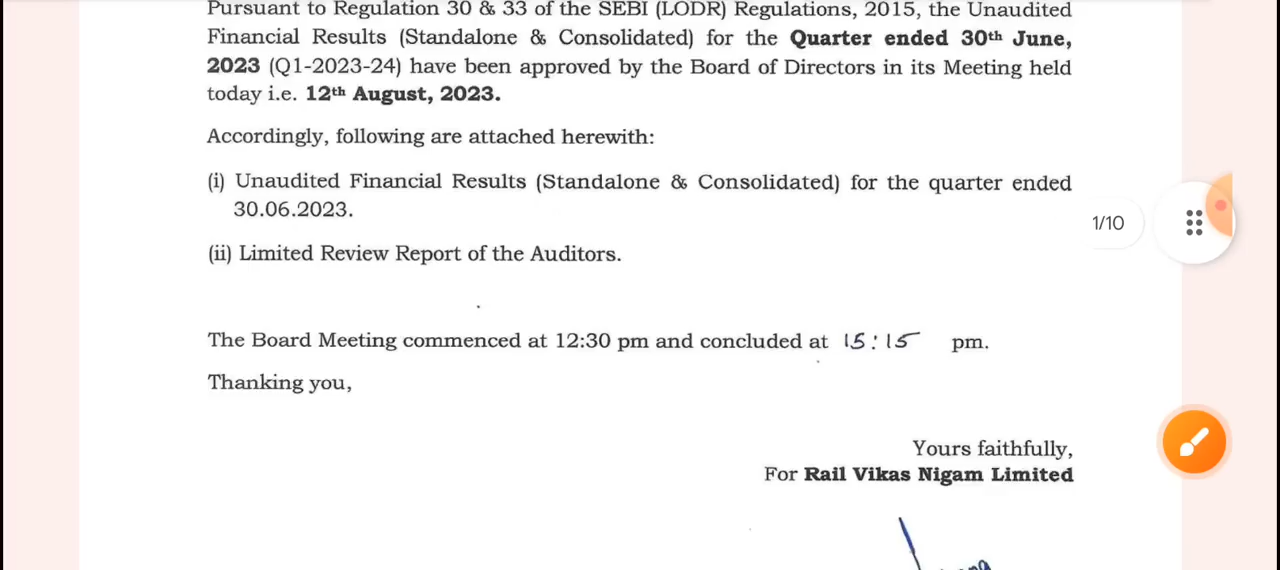 Pursuant to Regulation 30 & 33 of the SEBI (LODR) Regulations, 2015, the Unaudited
Financial Results (Standalone & Consolidated) for the Quarter ended 30th June,
2023 (Q1-2023-24) have been approved by the Board of Directors in its Meeting held
today i.e. 12th August, 2023.
Accordingly, following are attached herewith:
(i) Unaudited Financial Results (Standalone & Consolidated) for the quarter ended
30.06.2023.
1/10
(ii) Limited Review Report of the Auditors.
The Board Meeting commenced at 12:30 pm and concluded at 15:15 pm.
Thanking you,
Yours faithfully,
For Rail Vikas Nigam Limited